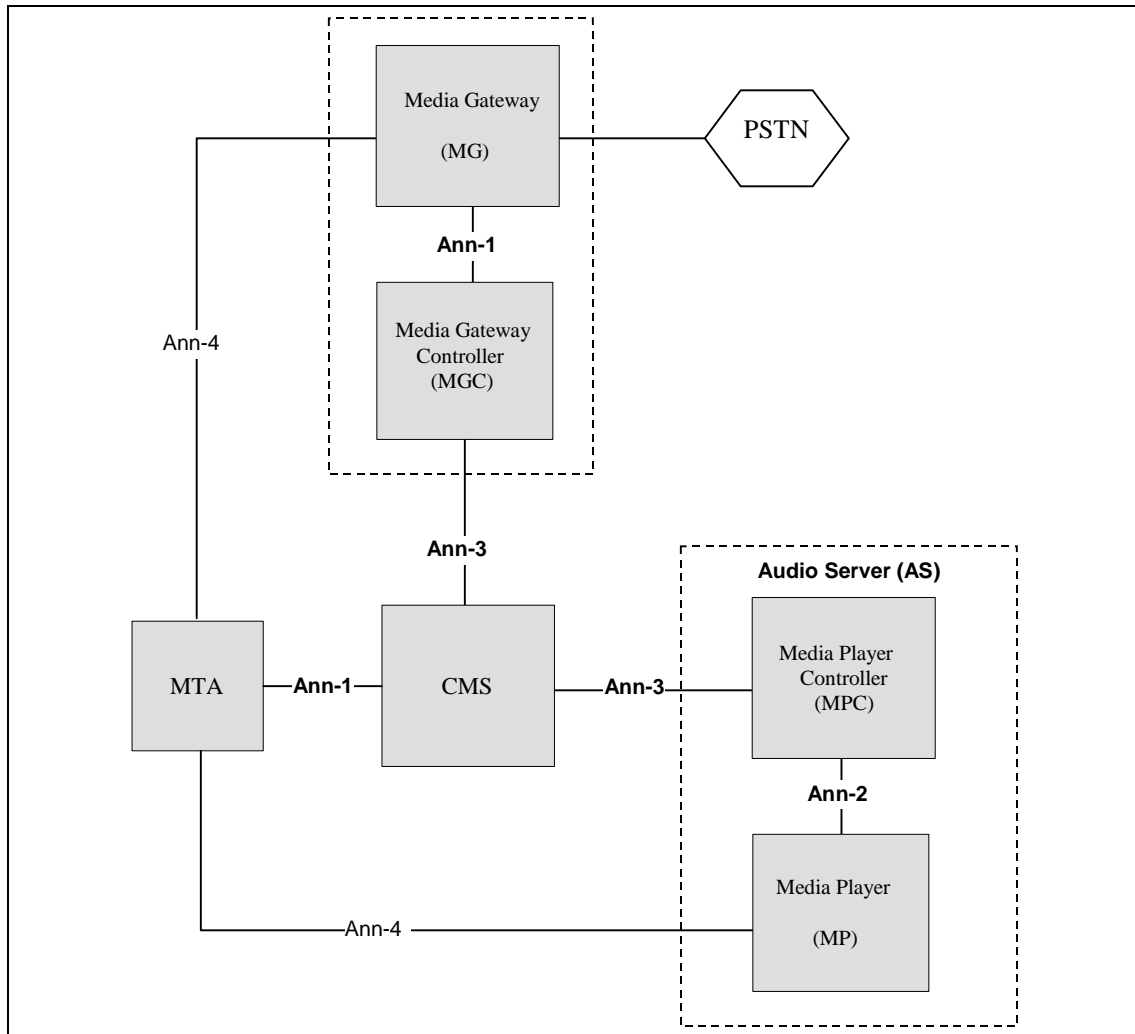 Media Gateway
(MG)
PSTN
Ann-1
Media Gateway
Controller
(MGC)
Ann-4
Ann-3
Audio Server (AS)
MTA
Ann-1
CMS
Ann-3
Media Player
Controller
(MPC)
Ann-2
Media Player
(MP)
Ann-4